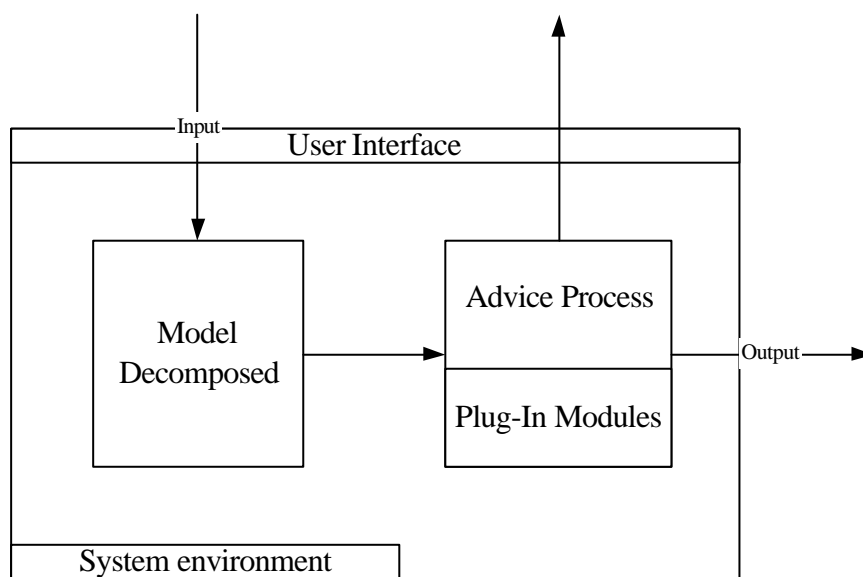 Input
User Interface
Model
Decomposed
Advice Process
Output
Plug-In Modules
System environment